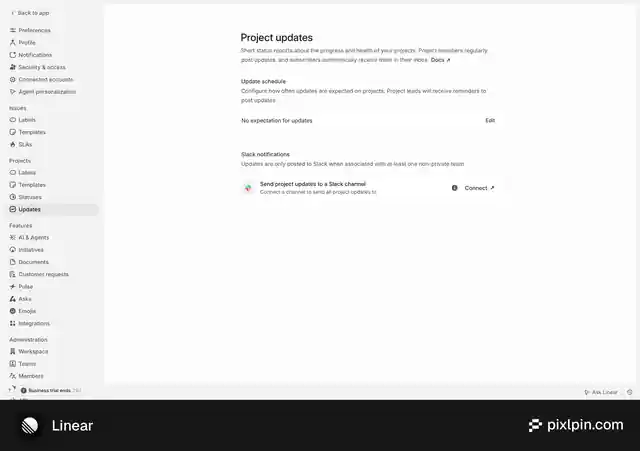 Back to app
Preferences
Profile
Notifications
Security & access
Connected accounts
Agent personalization
Issues
Labels
Templates
SLAs
Projects
Labels
Templates
Statuses
Updates
Features
AI & Agents
Initiatives
Documents
Customer requests
Pulse
Asks
Emojis
Integrations
Administration
Workspace
Teams
Members
Business trial ends
Project updates
Short status reports about the progress and health of your projects. Project members regularly
post updates, and subscribers automatically receive them in their inbox. Docs ↗
Update schedule
Configure how often updates are expected on projects. Project leads will receive reminders to
post updates
No expectation for updates
Edit
Slack notifications
Updates are only posted to Slack when associated with at least one non-private team
Send project updates to a Slack channel
Connect a channel to send all project updates to
Connect ↗
Ask Linear
Linear
pixlpin.com